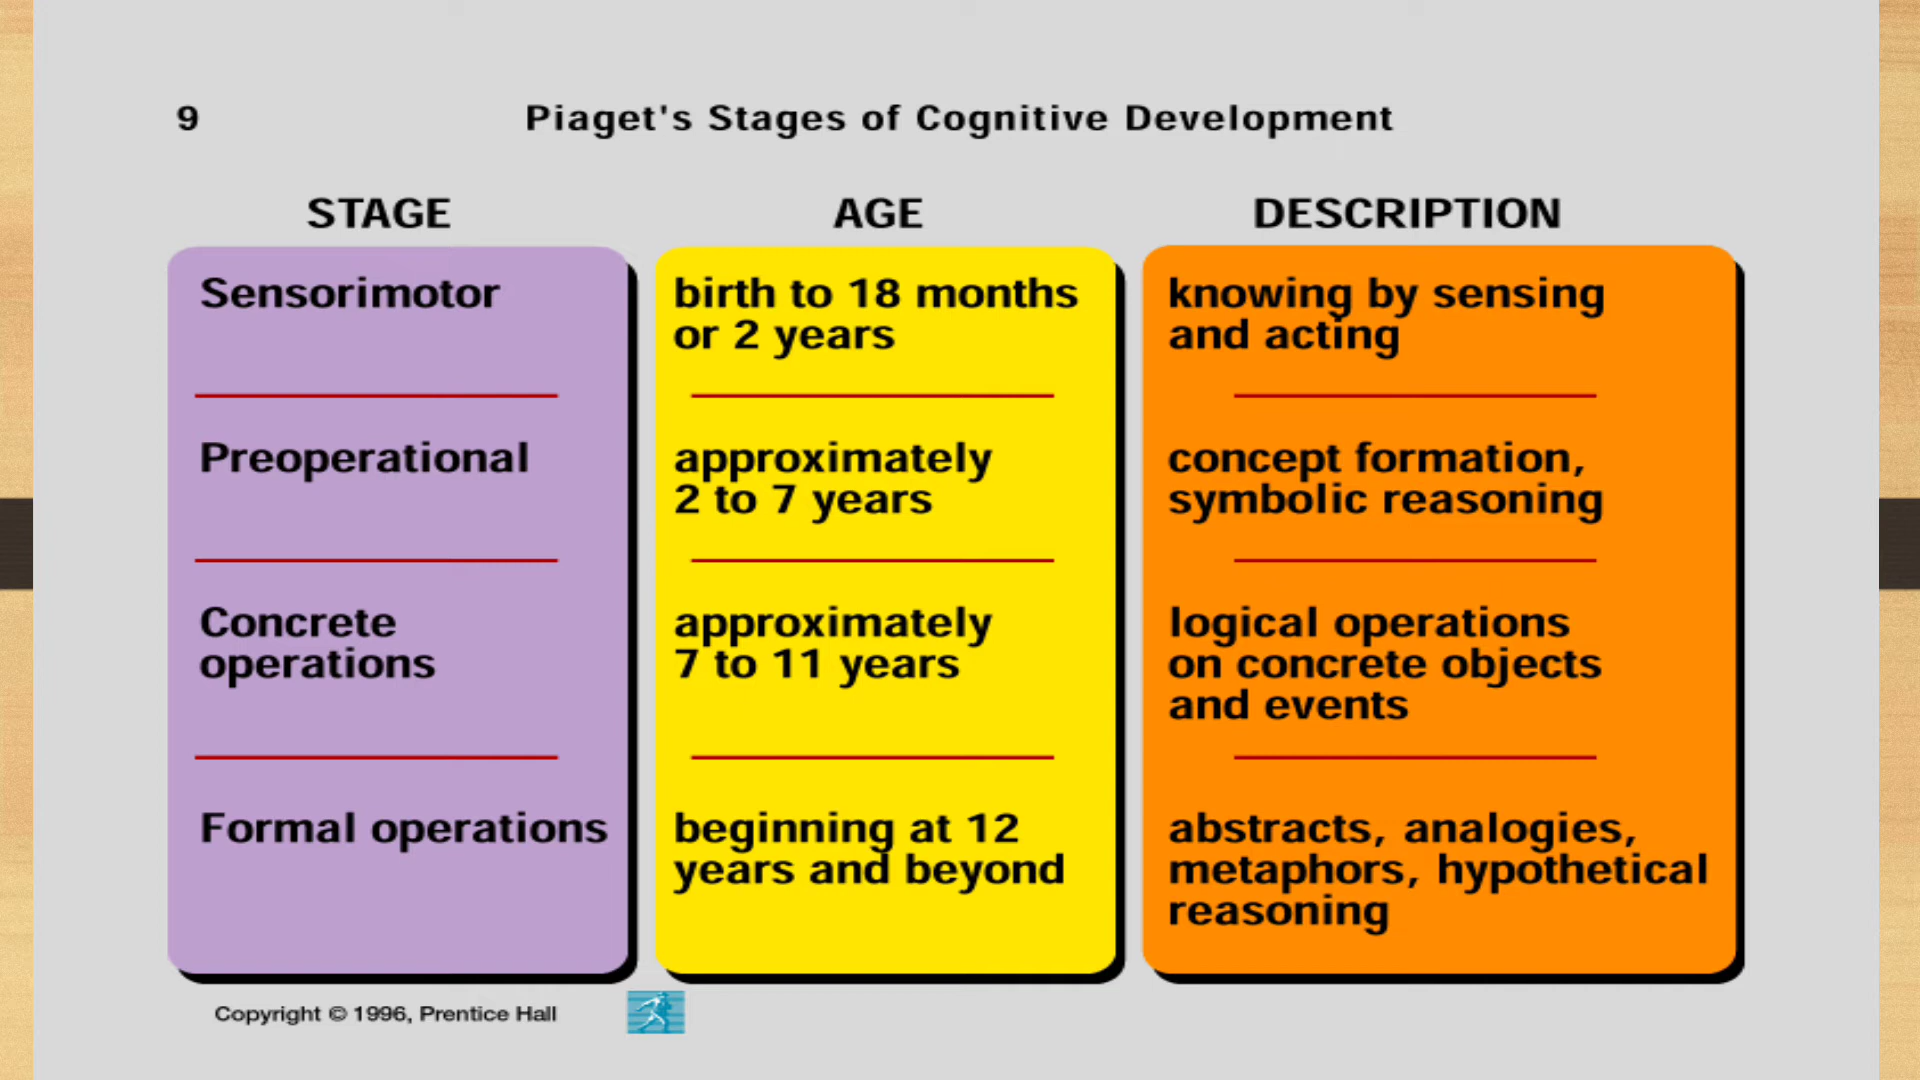 9
Piaget's Stages of Cognitive Development
STAGE
AGE
DESCRIPTION
Sensorimotor
birth to 18 months
or 2 years
knowing by sensing
and acting
Preoperational
approximately
2 to 7 years
concept formation,
symbolic reasoning
Concrete
operations
approximately
7 to 11 years
logical operations
on concrete objects
and events
Formal operations
beginning at 12
years and beyond
abstracts, analogies,
metaphors, hypothetical
reasoning
Copyright © 1996, Prentice Hall